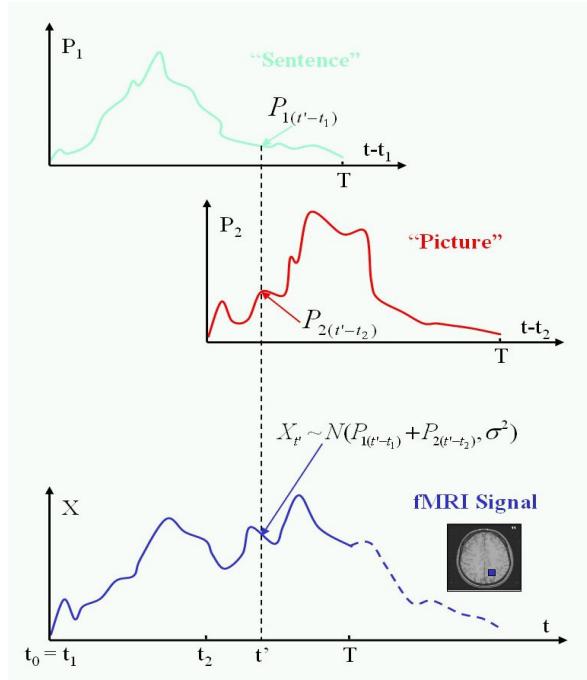 P₁
“Sentence”
P₁₍t'−t₁₎
t-t₁
T
P₂
“Picture”
P₂₍t'−t₂₎
T
t-t₂
Xt' ~ N(P₁₍t'−t₁₎ + P₂₍t'−t₂₎, σ²)
X
fMRI Signal
t₀ = t₁
t₂
t’
T
t